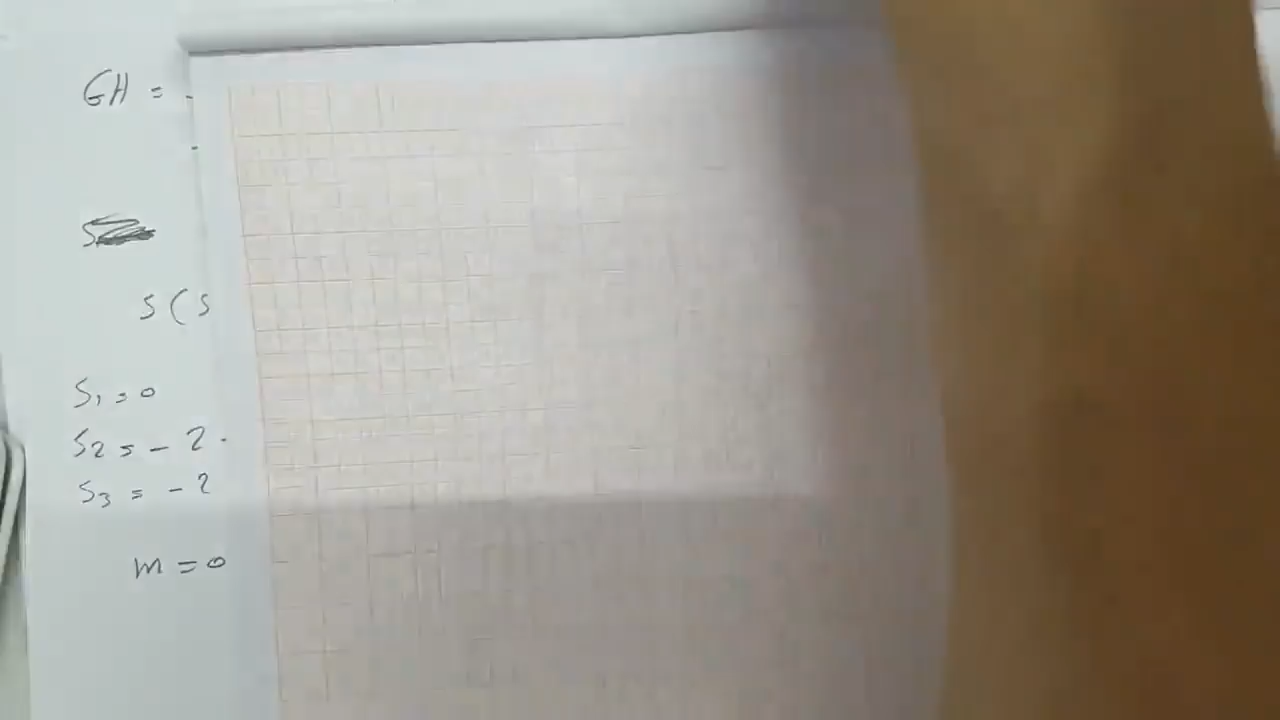 GH =
S
S ( S
S1 = 0
S2 = - 2
S3 = - 2
m = 0